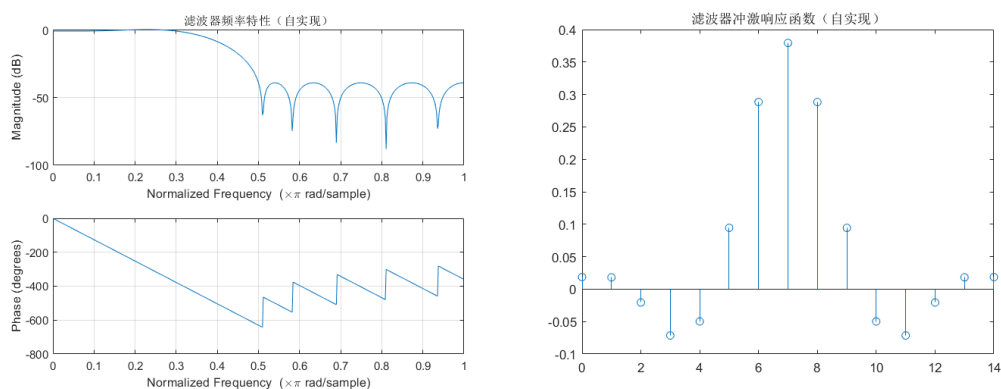 滤波器频率特性（自实现）
0
-50
-100
Magnitude (dB)
0 0.1 0.2 0.3 0.4 0.5 0.6 0.7 0.8 0.9 1
Normalized Frequency (×π rad/sample)
0
-200
-400
-600
-800
Phase (degrees)
0 0.1 0.2 0.3 0.4 0.5 0.6 0.7 0.8 0.9 1
Normalized Frequency (×π rad/sample)
滤波器冲激响应函数（自实现）
0.4
0.35
0.3
0.25
0.2
0.15
0.1
0.05
0
-0.05
-0.1
0 2 4 6 8 10 12 14